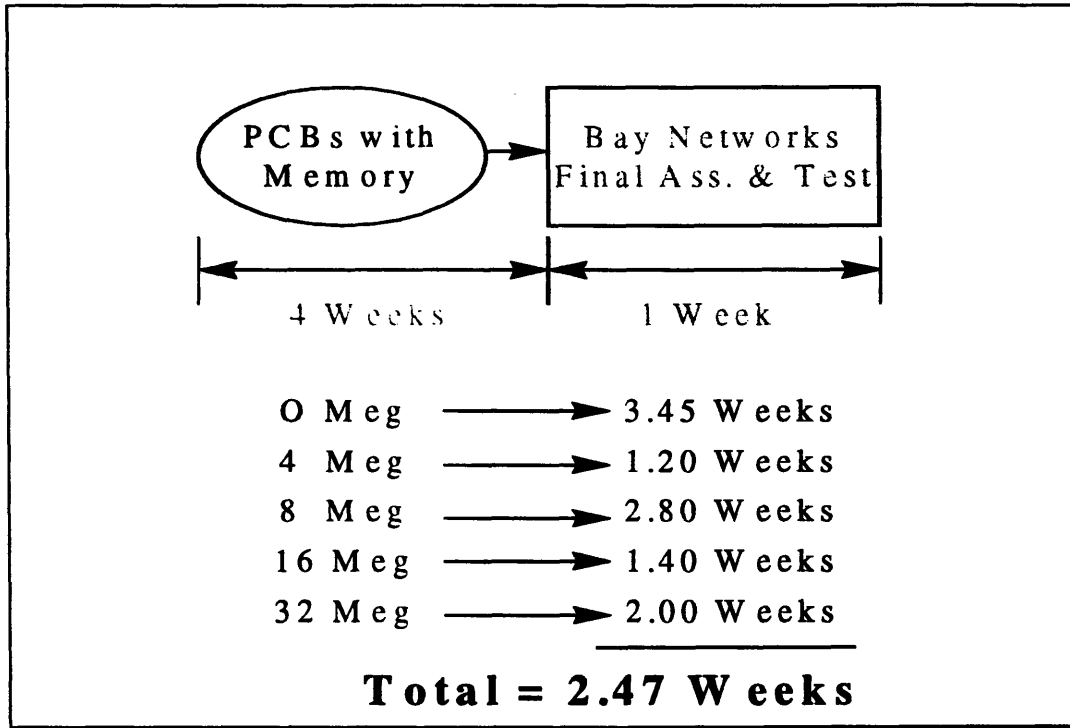 PCBs with
Memory
Bay Networks
Final Ass. & Test
4 Weeks
1 Week
O Meg 3.45 Weeks
4 Meg 1.20 Weeks
8 Meg 2.80 Weeks
16 Meg 1.40 Weeks
32 Meg 2.00 Weeks
Total = 2.47 Weeks